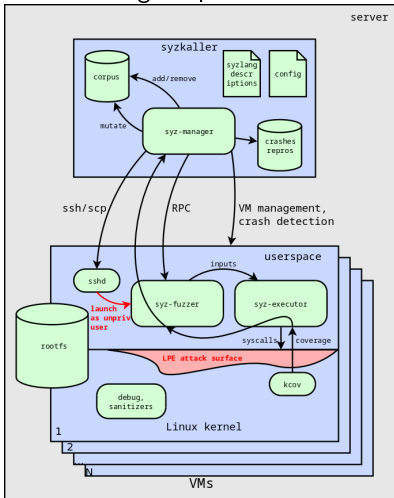 server
syzkaller
corpus
add/remove
syzlang
descr
iptions
config
mutate
syz-manager
crashes
repros
ssh/scp
RPC
VM management,
crash detection
userspace
inputs
sshd
syz-fuzzer
syz-executor
launch
as unpriv
user
rootfs
syscalls
coverage
LPE attack surface
kcov
debug,
sanitizers
Linux kernel
1
2
...
N
VMs